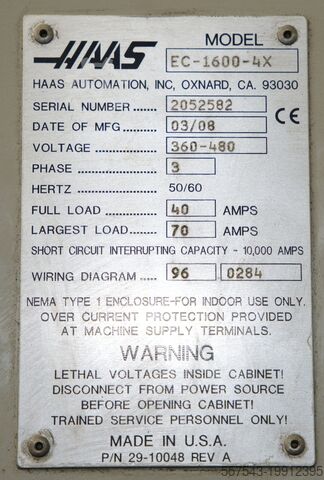 HAAS
MODEL
EC-1600-4X
HAAS AUTOMATION, INC, OXNARD, CA. 93030
SERIAL NUMBER 2052582
DATE OF MFG 03/08
CE
VOLTAGE 360-480
PHASE 3
HERTZ 50/60
FULL LOAD 40 AMPS
LARGEST LOAD 70 AMPS
SHORT CIRCUIT INTERRUPTING CAPACITY - 10,000 AMPS
WIRING DIAGRAM 96 0284
NEMA TYPE 1 ENCLOSURE-FOR INDOOR USE ONLY.
OVER CURRENT PROTECTION PROVIDED
AT MACHINE SUPPLY TERMINALS.
WARNING
LETHAL VOLTAGES INSIDE CABINET!
DISCONNECT FROM POWER SOURCE
BEFORE OPENING CABINET!
TRAINED SERVICE PERSONNEL ONLY!
MADE IN U.S.A.
P/N 29-10048 REV A
567543-19912395